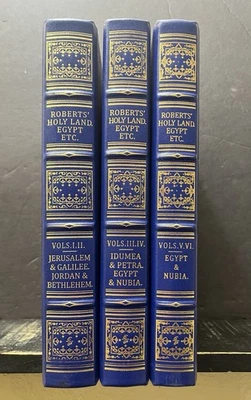 ROBERTS'
HOLY LAND,
EGYPT
ETC.
VOLS.I.II.
JERUSALEM
& GALILEE.
JORDAN &
BETHLEHEM.
ROBERTS'
HOLY LAND,
EGYPT
ETC.
VOLS.III.IV.
IDUMEA
& PETRA.
EGYPT
& NUBIA.
ROBERTS'
HOLY LAND,
EGYPT
ETC.
VOLS.V.VI.
EGYPT
&
NUBIA.